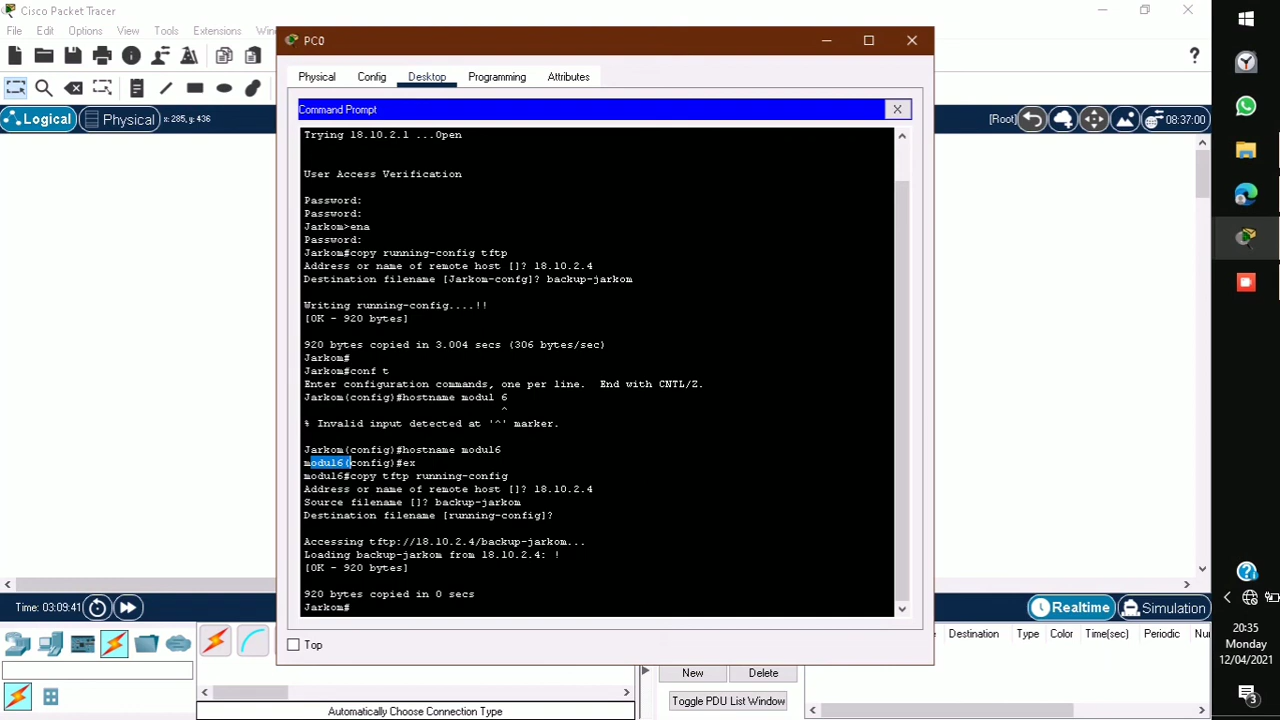 Cisco Packet Tracer
File Edit Options View Tools Extensions Win
PC0
Physical Config Desktop Programming Attributes
?
Logical Physical x: 285, y: 436
[Root] 08:37:00
Command Prompt X
Trying 18.10.2.1 ...Open
User Access Verification
Password:
Password:
Jarkom>ena
Password:
Jarkom#copy running-config tftp
Address or name of remote host []? 18.10.2.4
Destination filename [Jarkom-confg]? backup-jarkom
Writing running-config....!!
[OK - 920 bytes]
920 bytes copied in 3.004 secs (306 bytes/sec)
Jarkom#
Jarkom#conf t
Enter configuration commands, one per line.  End with CNTL/Z.
Jarkom(config)#hostname modul 6
^
% Invalid input detected at '^' marker.
Jarkom(config)#hostname modul6
modul6(config)#ex
modul6#copy tftp running-config
Address or name of remote host []? 18.10.2.4
Source filename []? backup-jarkom
Destination filename [running-config]?
Accessing tftp://18.10.2.4/backup-jarkom...
Loading backup-jarkom from 18.10.2.4: !
[OK - 920 bytes]
920 bytes copied in 0 secs
Jarkom#
Top
Time: 03:09:41
Realtime Simulation
Destination Type Color Time(sec) Periodic Nu
New Delete
Toggle PDU List Window
Automatically Choose Connection Type
20:35
Monday
12/04/2021
3